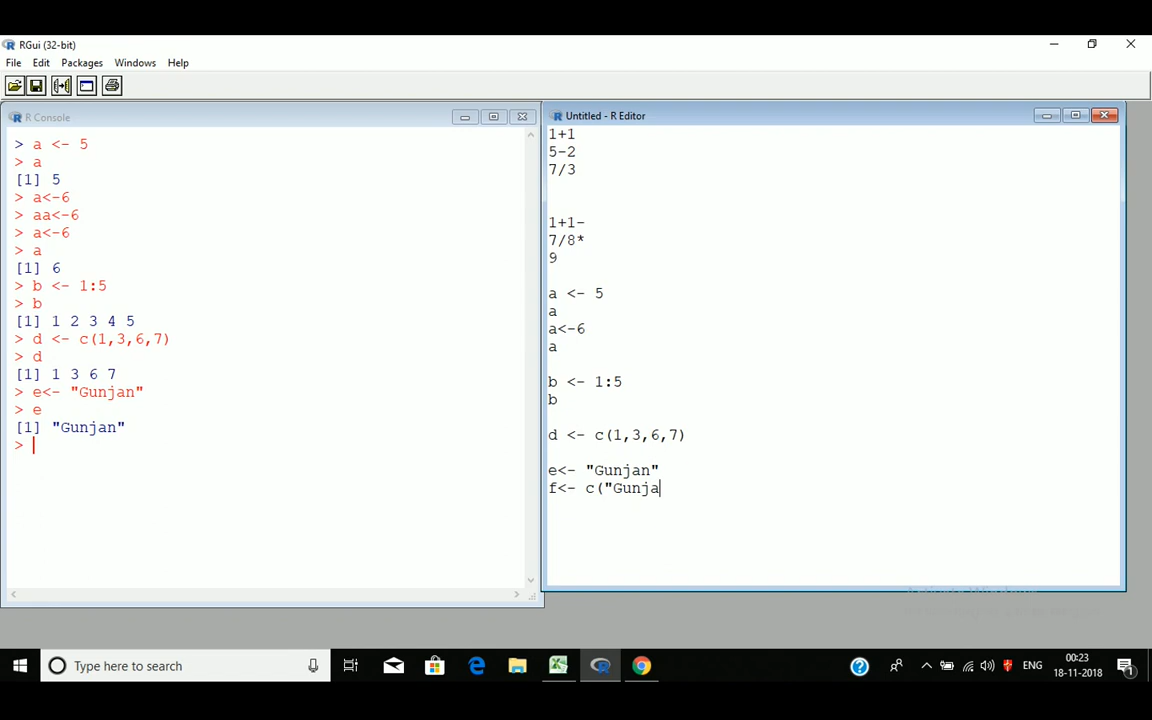 RGui (32-bit)
File Edit Packages Windows Help
R Console
> a <- 5
> a
[1] 5
> a<-6
> aa<-6
> a<-6
> a
[1] 6
> b <- 1:5
> b
[1] 1 2 3 4 5
> d <- c(1,3,6,7)
> d
[1] 1 3 6 7
> e<- "Gunjan"
> e
[1] "Gunjan"
>
Untitled - R Editor
1+1
5-2
7/3
1+1-
7/8*
9
a <- 5
a
a<-6
a
b <- 1:5
b
d <- c(1,3,6,7)
e<- "Gunjan"
f<- c("Gunja
Type here to search
ENG
00:23
18-11-2018